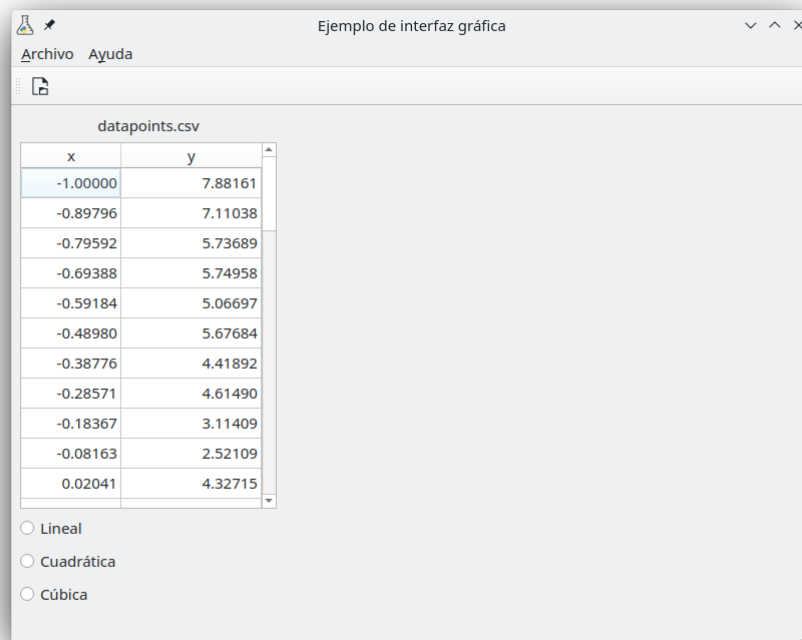 Ejemplo de interfaz gráfica
Archivo Ayuda
datapoints.csv
x y
-1.00000 7.88161
-0.89796 7.11038
-0.79592 5.73689
-0.69388 5.74958
-0.59184 5.06697
-0.48980 5.67684
-0.38776 4.41892
-0.28571 4.61490
-0.18367 3.11409
-0.08163 2.52109
0.02041 4.32715
Lineal
Cuadrática
Cúbica